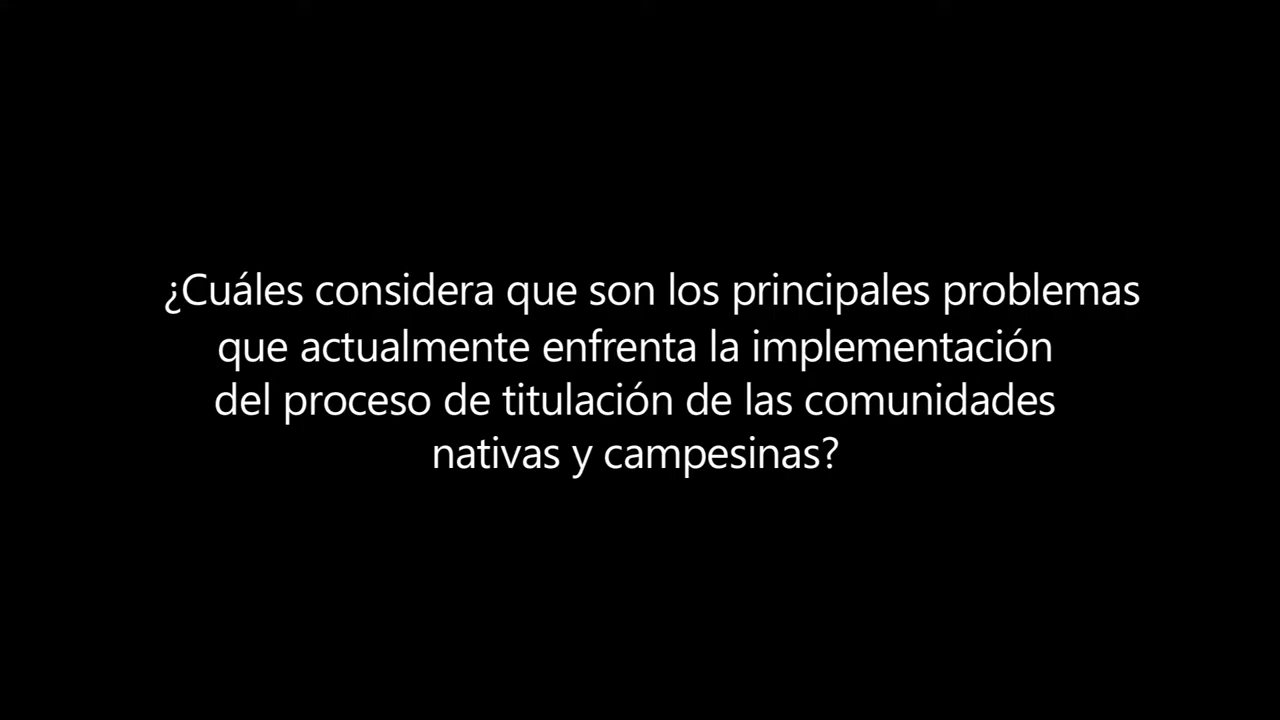 ¿Cuáles considera que son los principales problemas
que actualmente enfrenta la implementación
del proceso de titulación de las comunidades
nativas y campesinas?